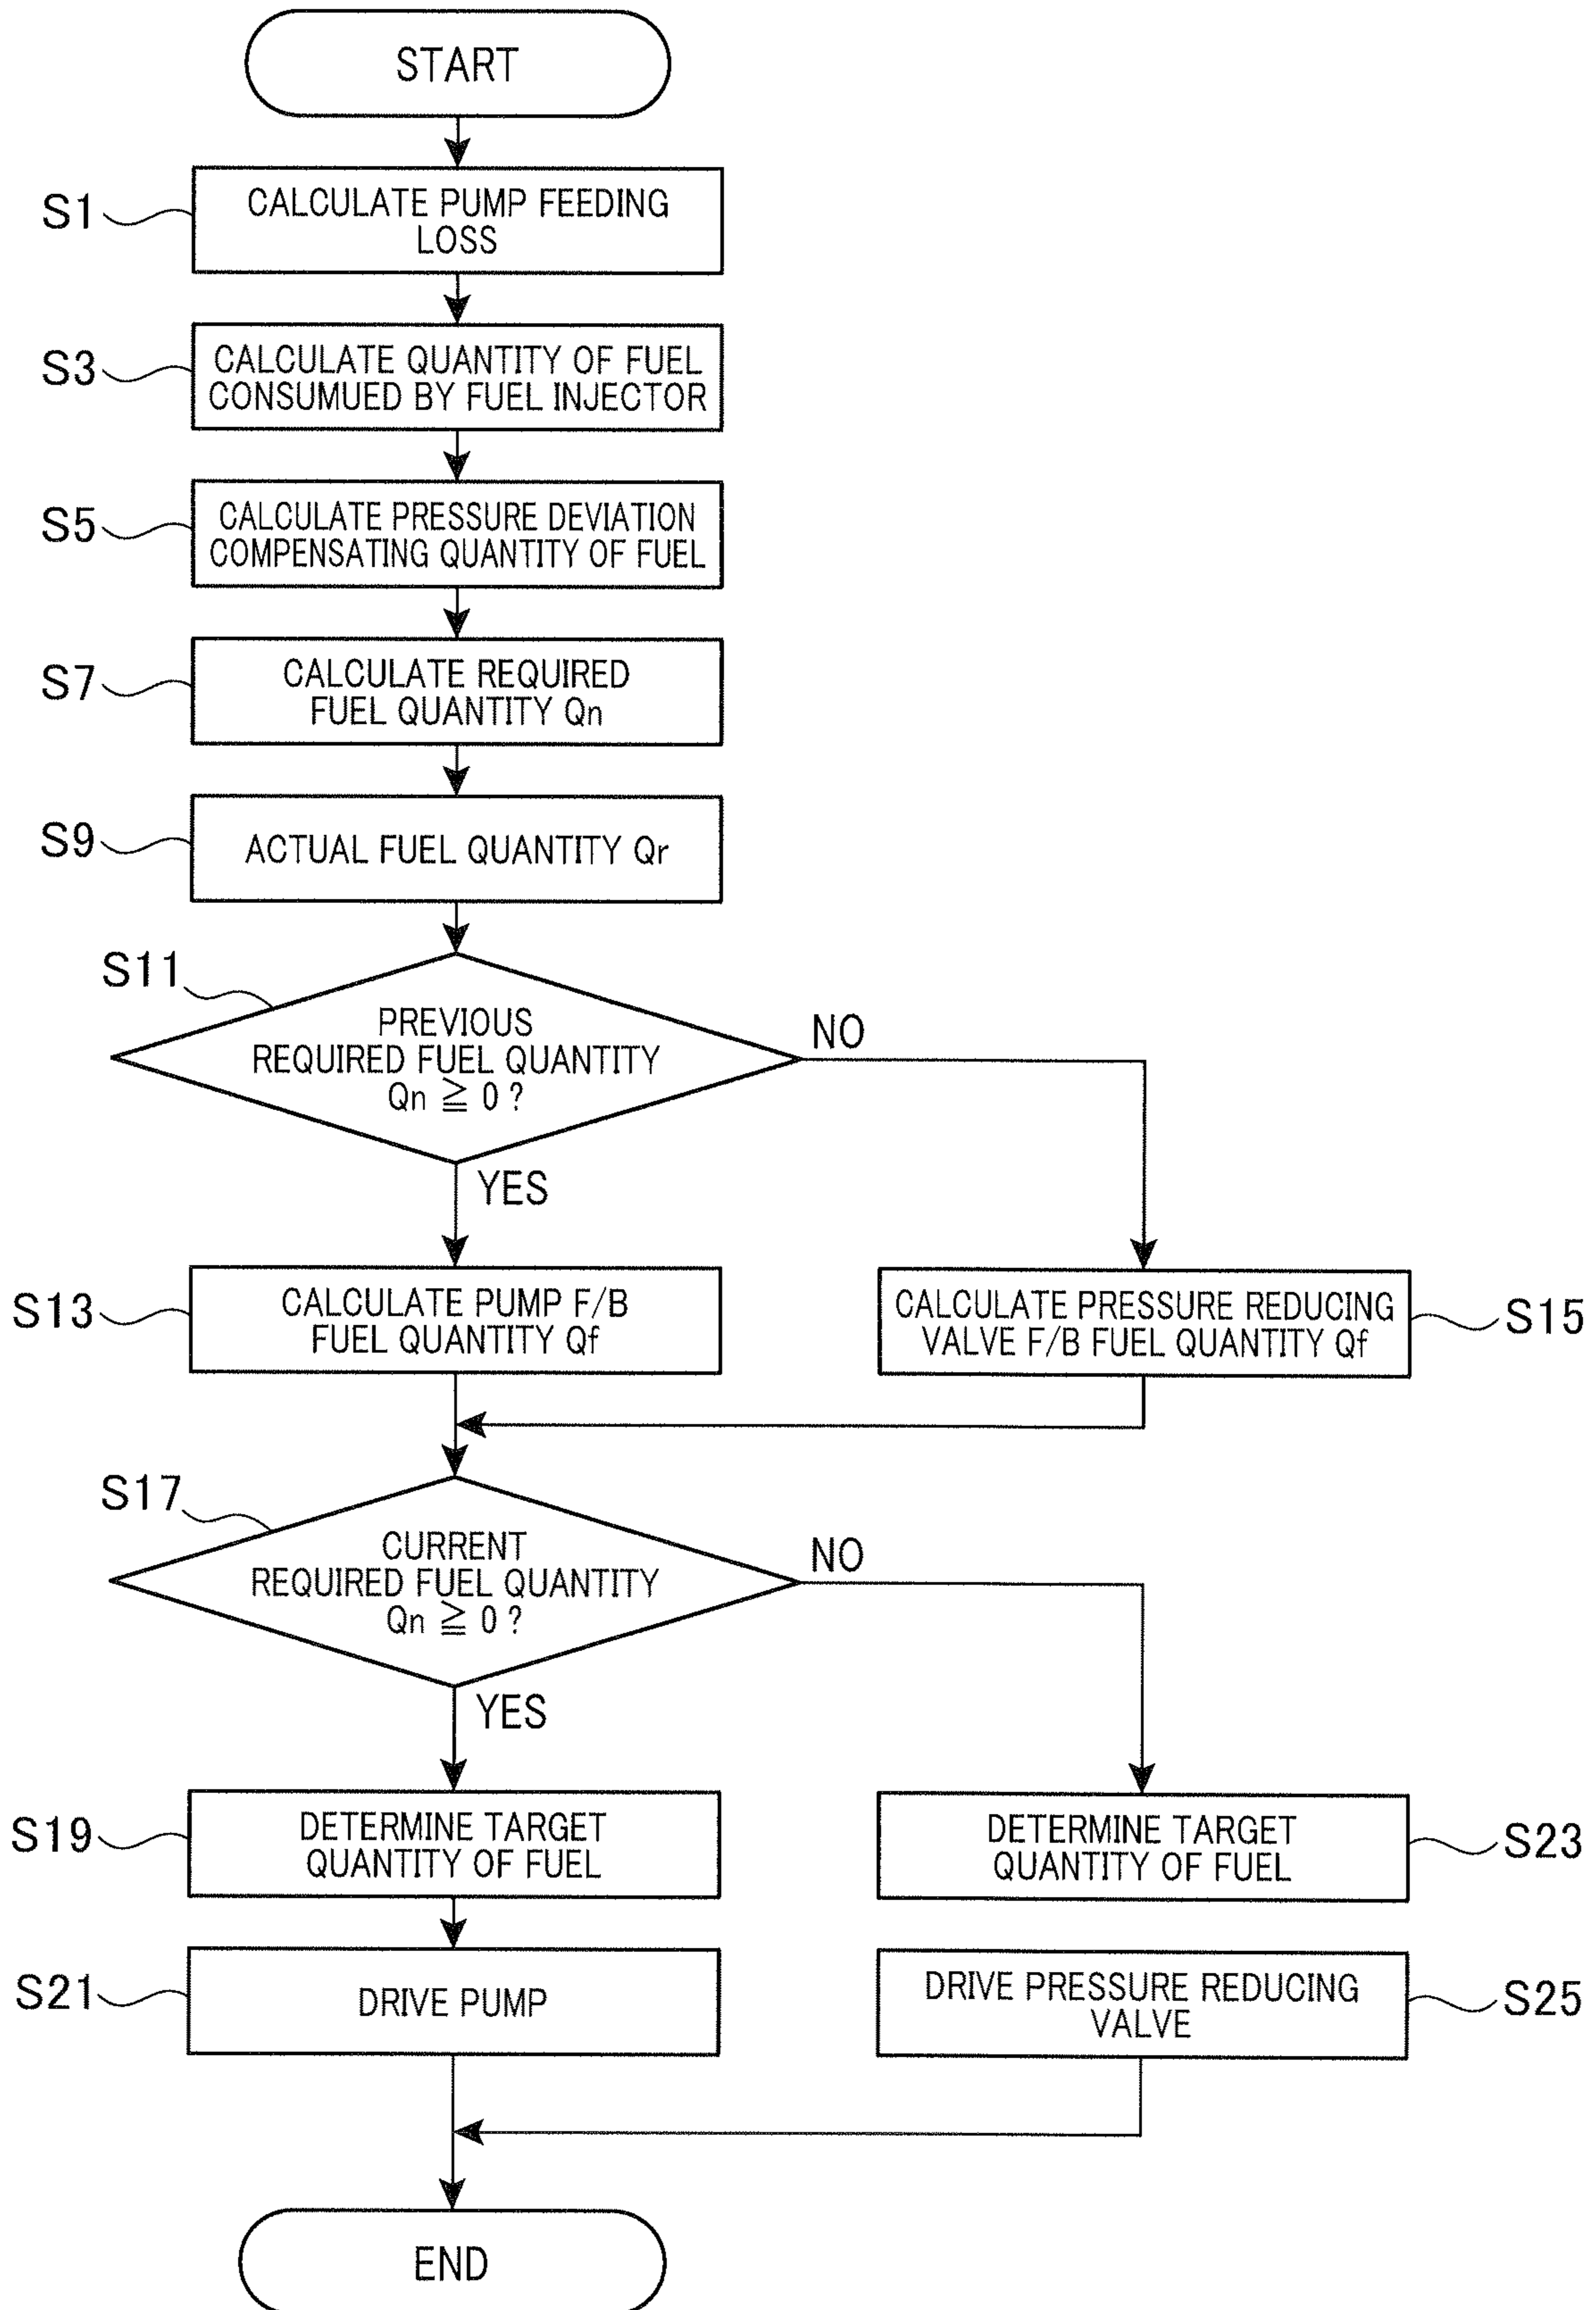 START
S1
CALCULATE PUMP FEEDING
LOSS
S3
CALCULATE QUANTITY OF FUEL
CONSUMUED BY FUEL INJECTOR
S5
CALCULATE PRESSURE DEVIATION
COMPENSATING QUANTITY OF FUEL
S7
CALCULATE REQUIRED
FUEL QUANTITY Qn
S9
ACTUAL FUEL QUANTITY Qr
S11
PREVIOUS
REQUIRED FUEL QUANTITY
Qn ≧ 0 ?
NO
YES
S13
CALCULATE PUMP F/B
FUEL QUANTITY Qf
CALCULATE PRESSURE REDUCING
VALVE F/B FUEL QUANTITY Qf
S15
S17
CURRENT
REQUIRED FUEL QUANTITY
Qn ≧ 0 ?
NO
YES
S19
DETERMINE TARGET
QUANTITY OF FUEL
DETERMINE TARGET
QUANTITY OF FUEL
S23
S21
DRIVE PUMP
DRIVE PRESSURE REDUCING
VALVE
S25
END